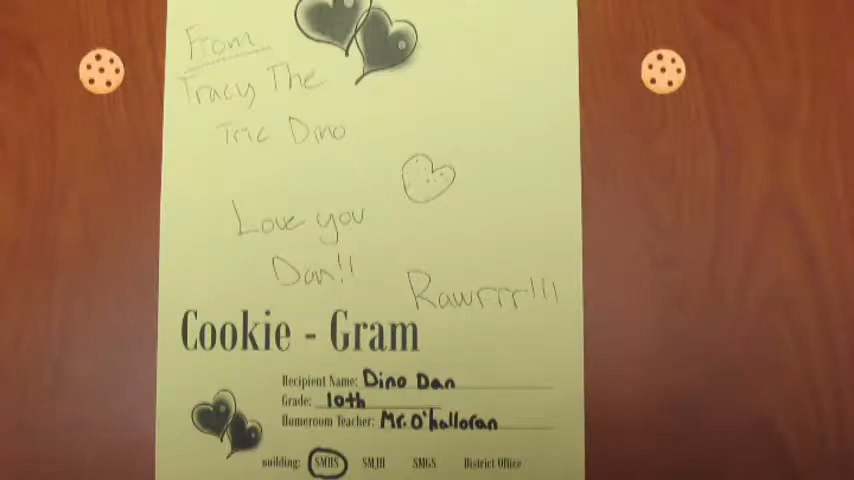 From
Tracy The
Tric Dino
Love you
Dan!!
Rawrrr!!!
Cookie - Gram
Recipient Name: Dino Dan
Grade: 10th
Homeroom Teacher: Mr. O'halloran
Building: SMHS SMJH SMGS District Office